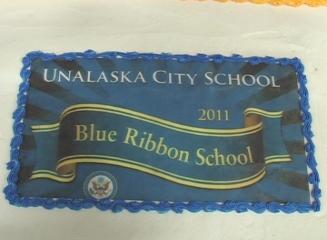 UNALASKA CITY SCHOOL
2011
Blue Ribbon School